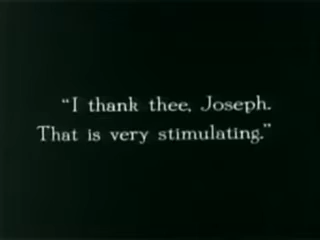 “I thank thee, Joseph.
That is very stimulating.”